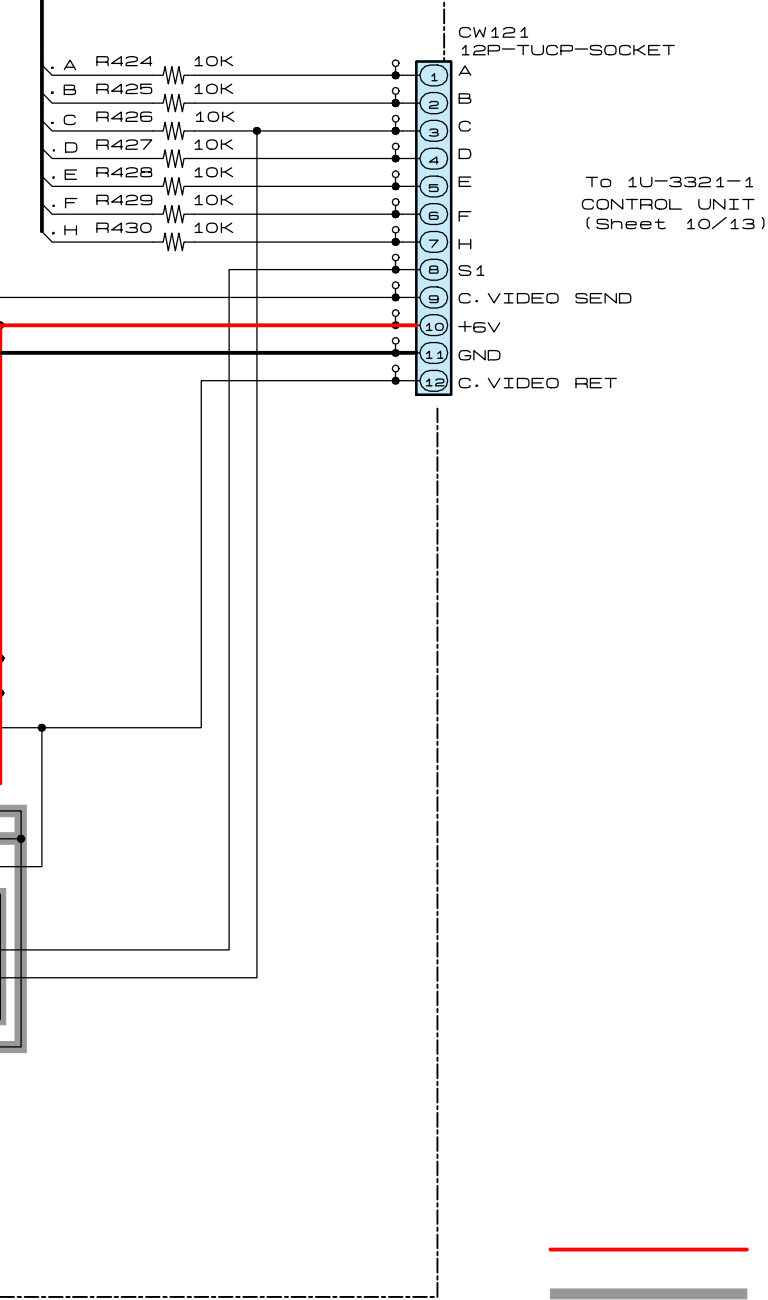 CW121
12P-TUCP-SOCKET
A R424 10K 1 A
B R425 10K 2 B
C R426 10K 3 C
D R427 10K 4 D
E R428 10K 5 E
F R429 10K 6 F
H R430 10K 7 H
8 S1
9 C.VIDEO SEND
10 +6V
11 GND
12 C.VIDEO RET
To 1U-3321-1
CONTROL UNIT
(Sheet 10/13)